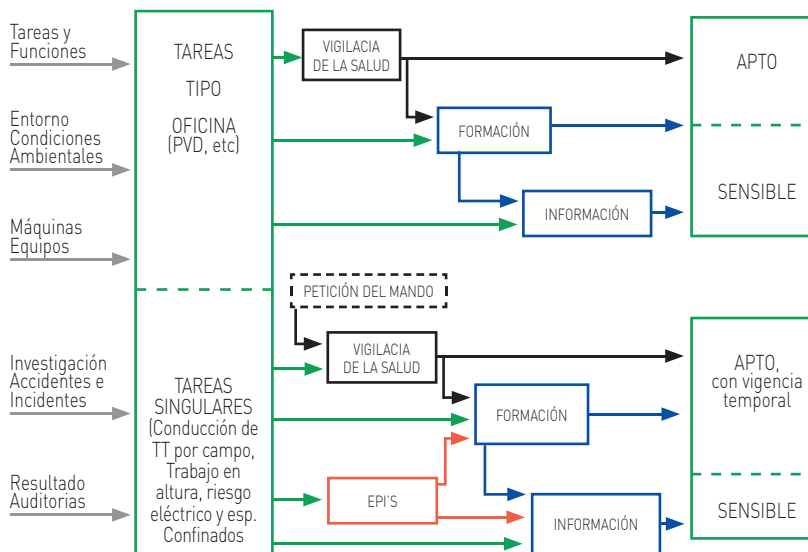 Tareas y
Funciones
Entorno
Condiciones
Ambientales
Máquinas
Equipos
Investigación
Accidentes e
Incidentes
Resultado
Auditorias
TAREAS
TIPO
OFICINA
(PVD, etc)
TAREAS
SINGULARES
(Conducción de
TT por campo,
Trabajo en
altura, riesgo
eléctrico y esp.
Confinados
VIGILACIA
DE LA SALUD
FORMACIÓN
INFORMACIÓN
APTO
SENSIBLE
PETICIÓN DEL MANDO
VIGILACIA
DE LA SALUD
FORMACIÓN
EPI'S
INFORMACIÓN
APTO,
con vigencia
temporal
SENSIBLE